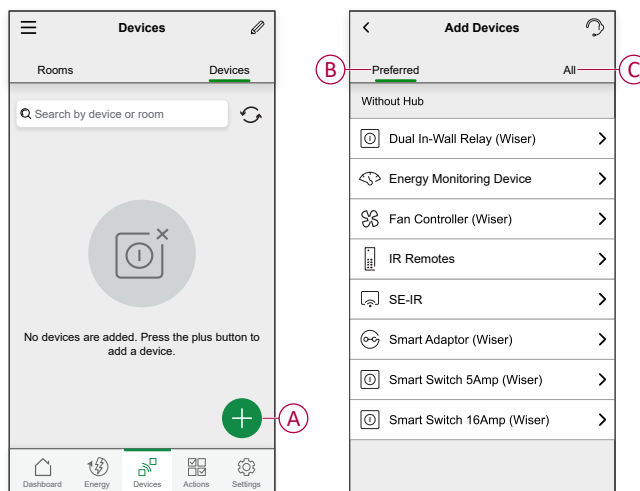 Devices
Rooms
Devices
Search by device or room
No devices are added. Press the plus button to
add a device.
A
Dashboard
Energy
Devices
Actions
Settings
Add Devices
B
Preferred
All
C
Without Hub
Dual In-Wall Relay (Wiser)
Energy Monitoring Device
Fan Controller (Wiser)
IR Remotes
SE-IR
Smart Adaptor (Wiser)
Smart Switch 5Amp (Wiser)
Smart Switch 16Amp (Wiser)